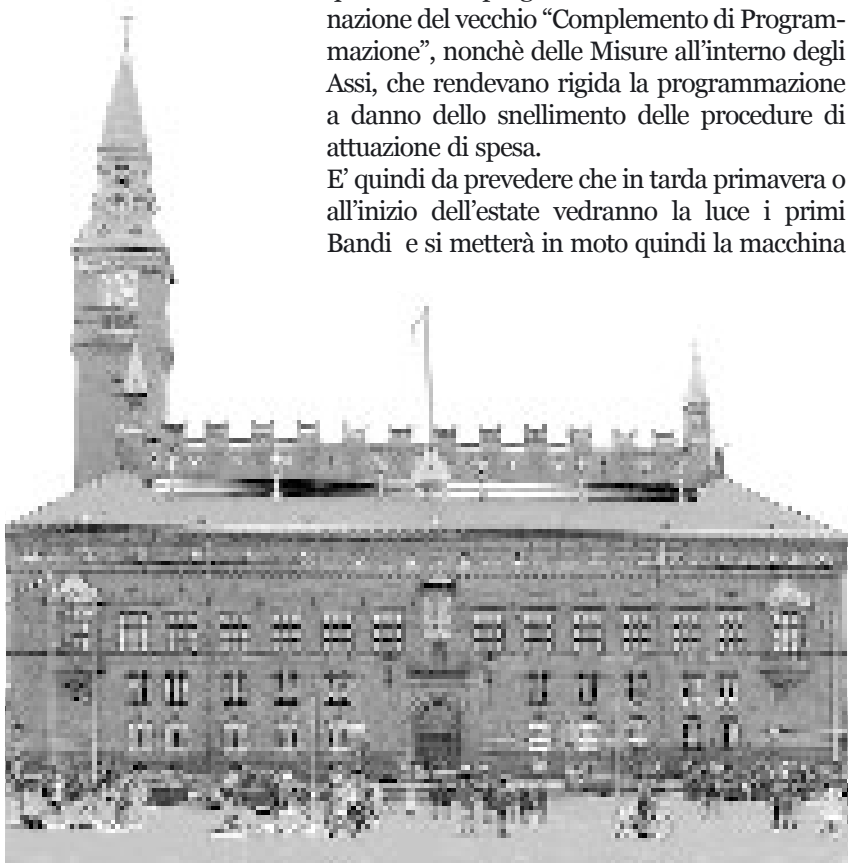 nazione del vecchio “Complemento di Program-
mazione”, nonchè delle Misure all’interno degli
Assi, che rendevano rigida la programmazione
a danno dello snellimento delle procedure di
attuazione di spesa.
E’ quindi da prevedere che in tarda primavera o
all’inizio dell’estate vedranno la luce i primi
Bandi e si metterà in moto quindi la macchina